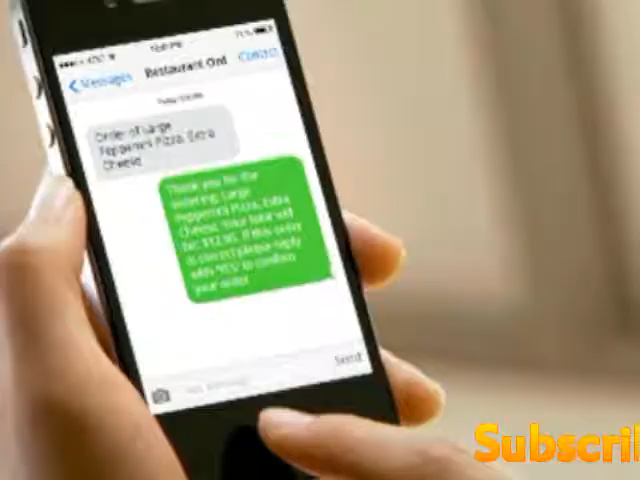 Messages
Restaurant Ord
Contact
Order of Large
Pepperoni Pizza, Extra
Cheese
Thank you for the
ordering: Large
Pepperoni Pizza, Extra
Cheese. Your total will
be: $12.95. If this order
is correct please reply
with 'YES' to confirm
your order
Send
Subscri